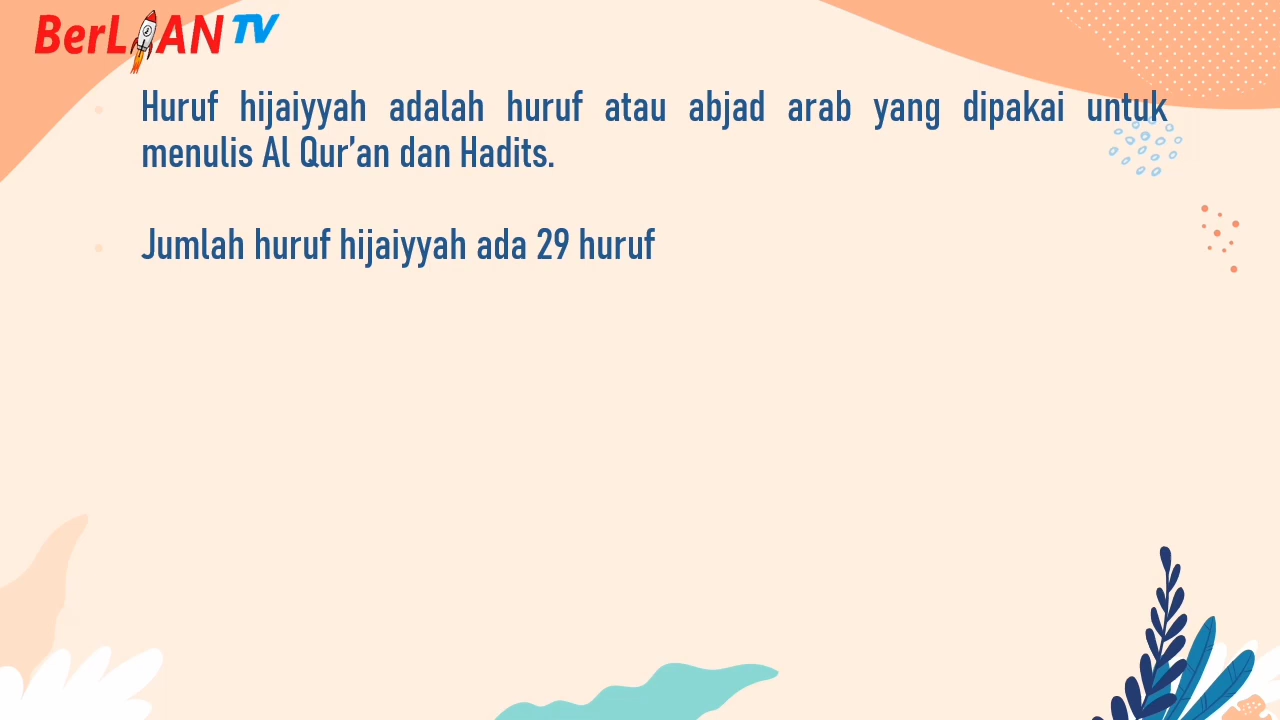 BerLIAN TV
Huruf hijaiyyah adalah huruf atau abjad arab yang dipakai untuk
menulis Al Qur’an dan Hadits.
Jumlah huruf hijaiyyah ada 29 huruf